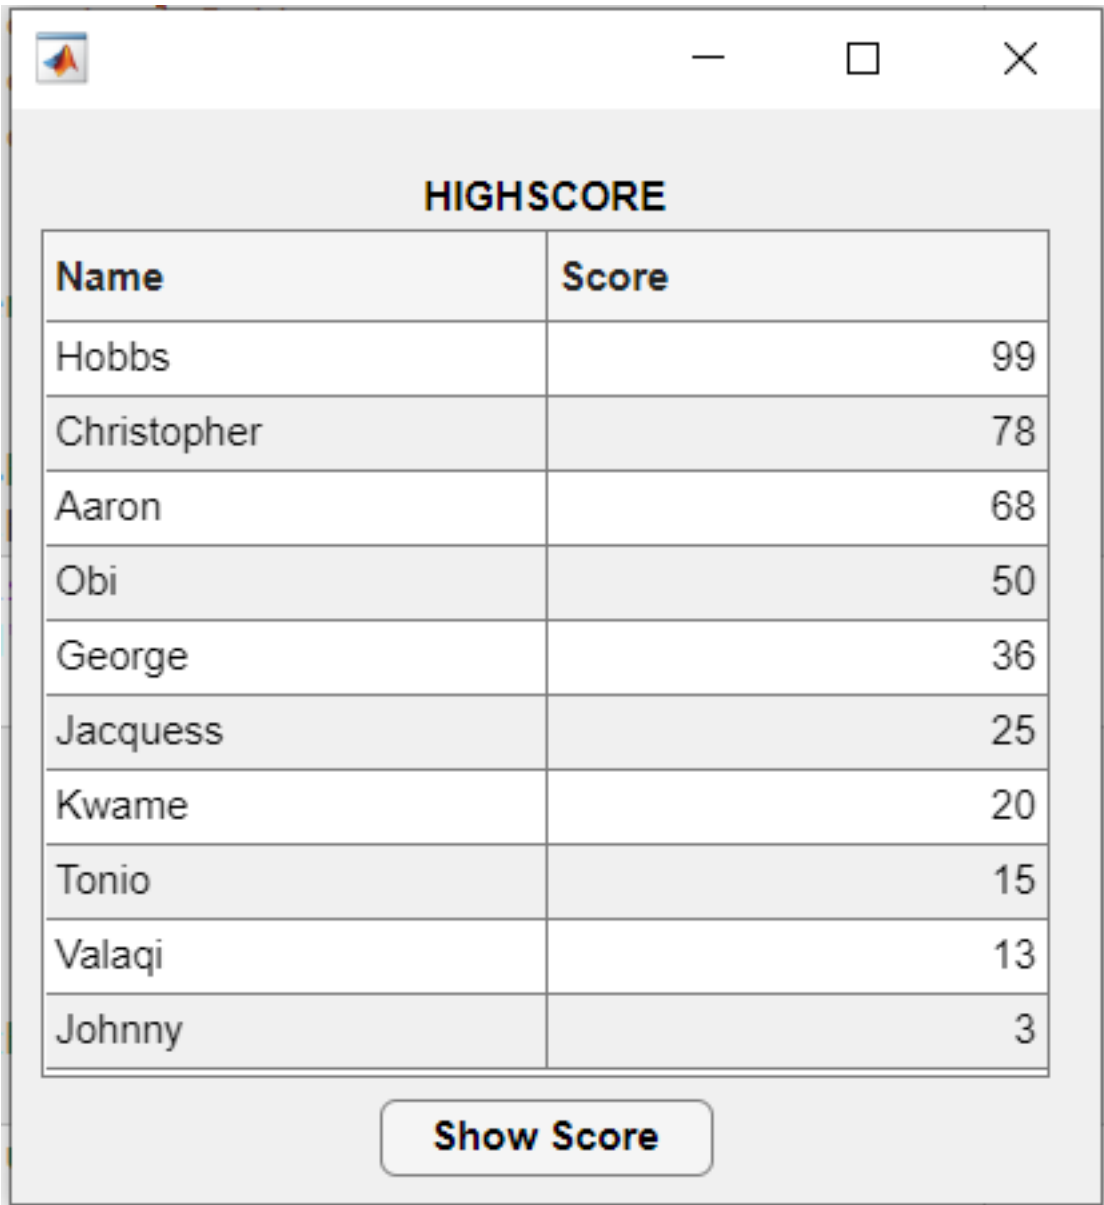 HIGHSCORE
Name Score
Hobbs 99
Christopher 78
Aaron 68
Obi 50
George 36
Jacquess 25
Kwame 20
Tonio 15
Valaqi 13
Johnny 3
Show Score